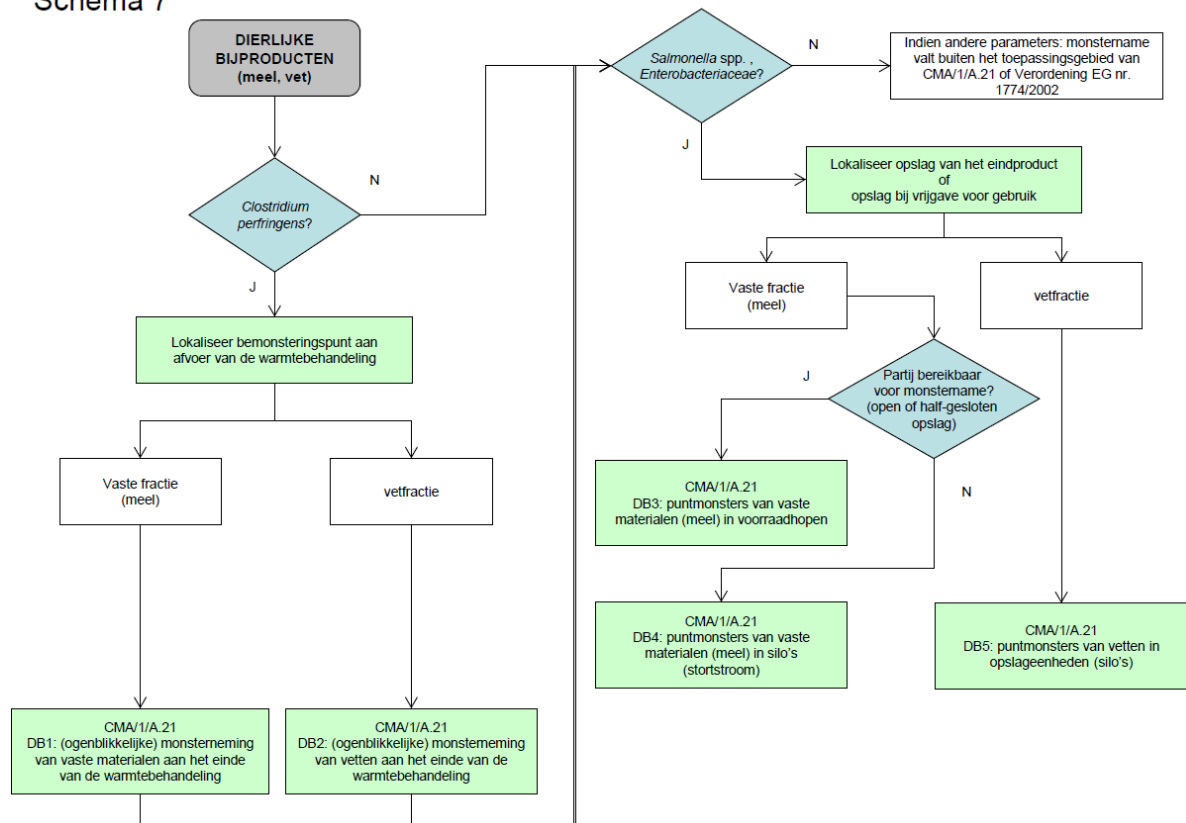 Schema 7
DIERLIJKE
BIJPRODUCTEN
(meel, vet)
Clostridium
perfringens?
N
J
Lokaliseer bemonsteringspunt aan
afvoer van de warmtebehandeling
Vaste fractie
(meel)
vetfractie
CMA/1/A.21
DB1: (ogenblikkelijke) monsterneming
van vaste materialen aan het einde
van de warmtebehandeling
CMA/1/A.21
DB2: (ogenblikkelijke) monsterneming
van vetten aan het einde van de
warmtebehandeling
Salmonella spp. ,
Enterobacteriaceae?
N
Indien andere parameters: monstername
valt buiten het toepassingsgebied van
CMA/1/A.21 of Verordening EG nr.
1774/2002
J
Lokaliseer opslag van het eindproduct
of
opslag bij vrijgave voor gebruik
Vaste fractie
(meel)
vetfractie
Partij bereikbaar
voor monstername?
(open of half-gesloten
opslag)
J
N
CMA/1/A.21
DB3: puntmonsters van vaste
materialen (meel) in voorraadhopen
CMA/1/A.21
DB4: puntmonsters van vaste
materialen (meel) in silo's
(stortstroom)
CMA/1/A.21
DB5: puntmonsters van vetten in
opslageenheden (silo's)